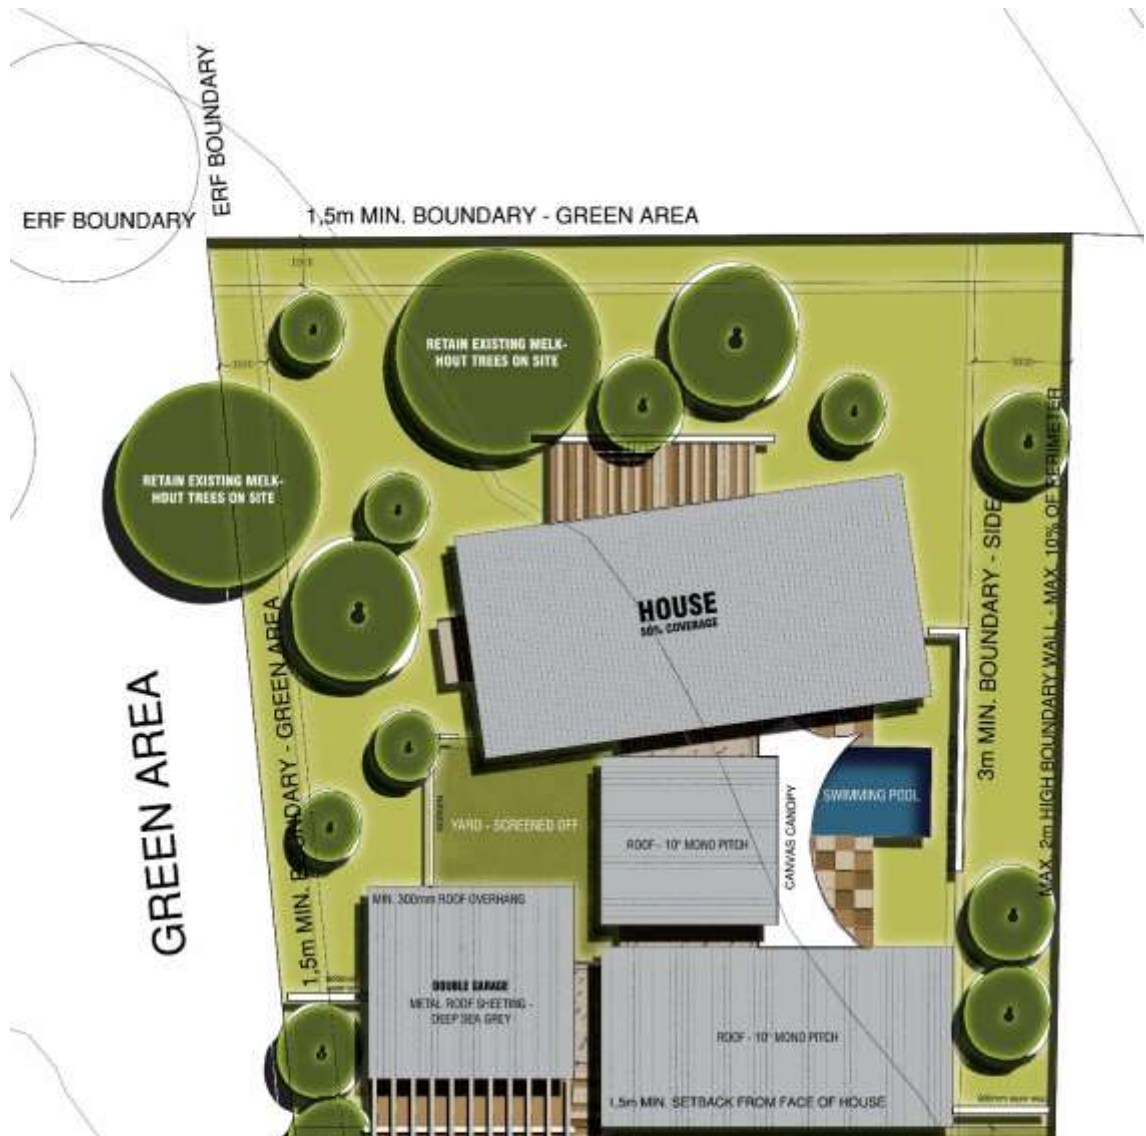 ERF BOUNDARY
ERF BOUNDARY
1,5m MIN. BOUNDARY - GREEN AREA
RETAIN EXISTING MELK-
HOUT TREES ON SITE
RETAIN EXISTING MELK-
HOUT TREES ON SITE
HOUSE
50% COVERAGE
GREEN AREA
1,5m MIN. BOUNDARY - GREEN AREA
3m MIN. BOUNDARY - SIDE
MAX. 2m HIGH BOUNDARY WALL - MAX. 10% OF PERIMETER
YARD - SCREENED OFF
ROOF - 10° MONO PITCH
CANVAS CANOPY
SWIMMING POOL
MIN. 300mm ROOF OVERHANG
DOUBLE GARAGE
METAL ROOF SHEETING -
DEEP SEA GREY
ROOF - 10° MONO PITCH
1,5m MIN. SETBACK FROM FACE OF HOUSE